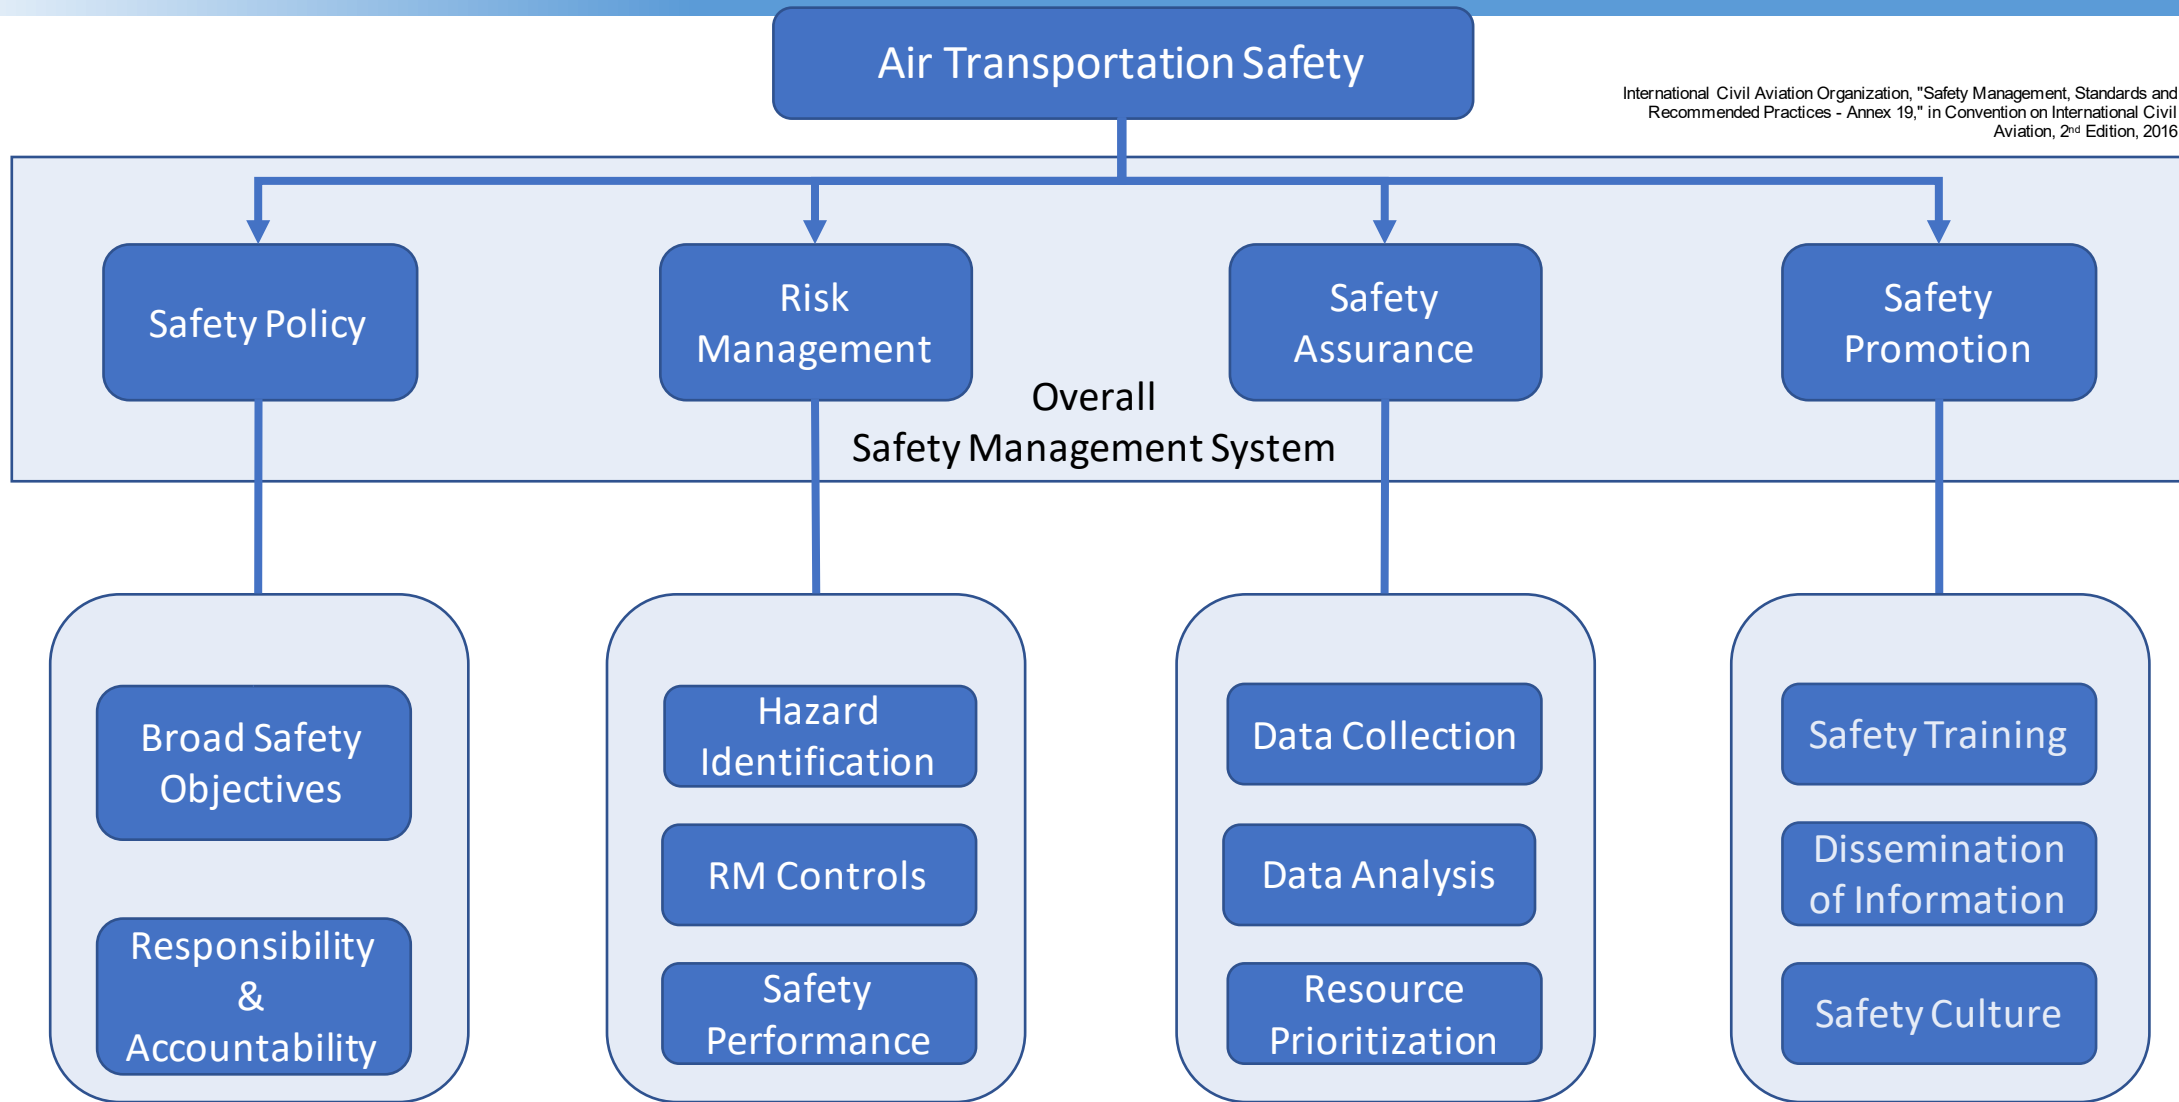 Air Transportation Safety
International Civil Aviation Organization, "Safety Management, Standards and
Recommended Practices - Annex 19," in Convention on International Civil
Aviation, 2nd Edition, 2016
Safety Policy
Risk
Management
Safety
Assurance
Safety
Promotion
Overall
Safety Management System
Broad Safety
Objectives
Responsibility
&
Accountability
Hazard
Identification
RM Controls
Safety
Performance
Data Collection
Data Analysis
Resource
Prioritization
Safety Training
Dissemination
of Information
Safety Culture